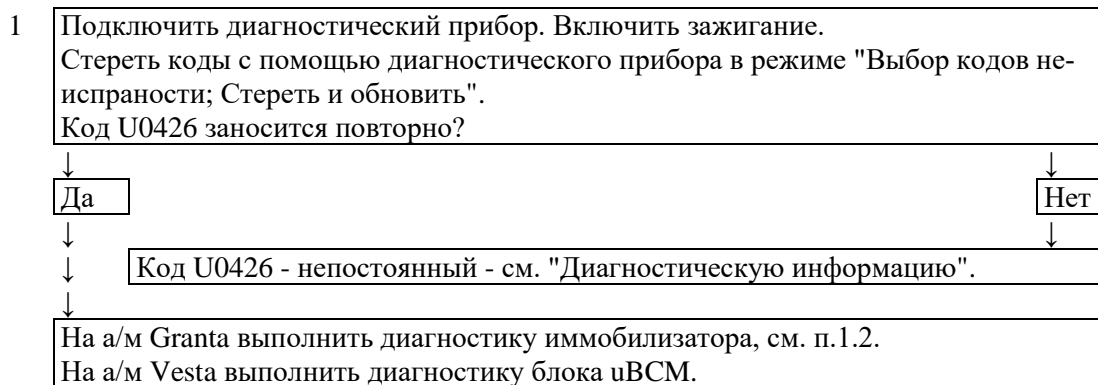 1 Подключить диагностический прибор. Включить зажигание.
Стереть коды с помощью диагностического прибора в режиме "Выбор кодов не-
испраности; Стереть и обновить".
Код U0426 заносится повторно?
↓ ↓
Да Нет
↓ ↓
↓ Код U0426 - непостоянный - см. "Диагностическую информацию".
↓
На а/м Granta выполнить диагностику иммобилизатора, см. п.1.2.
На а/м Vesta выполнить диагностику блока uBCM.